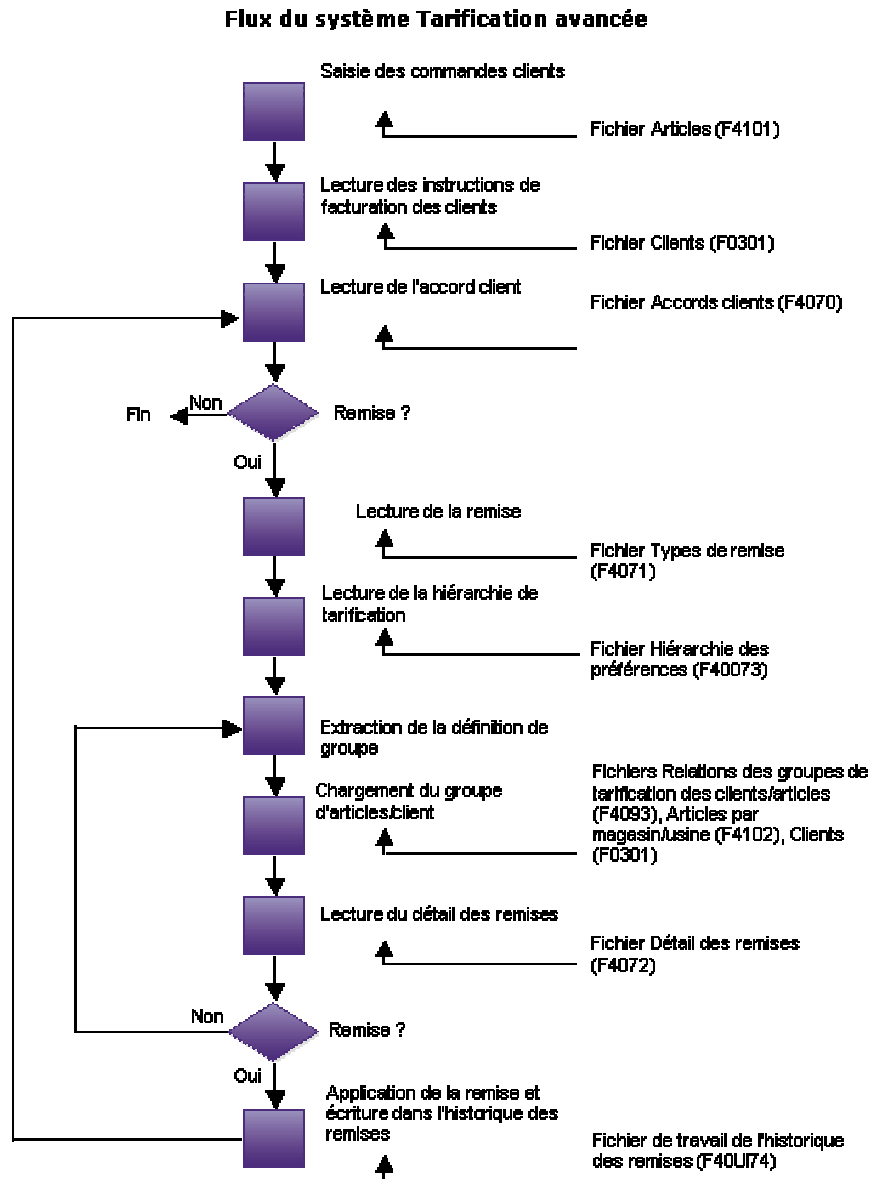 Flux du système Tarification avancée
Saisie des commandes clients
Fichier Articles (F4101)
Lecture des instructions de
facturation des clients
Fichier Clients (F0301)
Lecture de l'accord client
Fichier Accords clients (F4070)
Fin
Non
Remise ?
Oui
Lecture de la remise
Fichier Types de remise
(F4071)
Lecture de la hiérarchie de
tarification
Fichier Hiérarchie des
préférences (F40073)
Extraction de la définition de
groupe
Chargement du groupe
d'articles/client
Fichiers Relations des groupes de
tarification des clients/articles
(F4093), Articles par
magasin/usine (F4102), Clients
(F0301)
Lecture du détail des remises
Fichier Détail des remises
(F4072)
Non
Remise ?
Oui
Application de la remise et
écriture dans l'historique des
remises
Fichier de travail de l'historique
des remises (F40UI74)